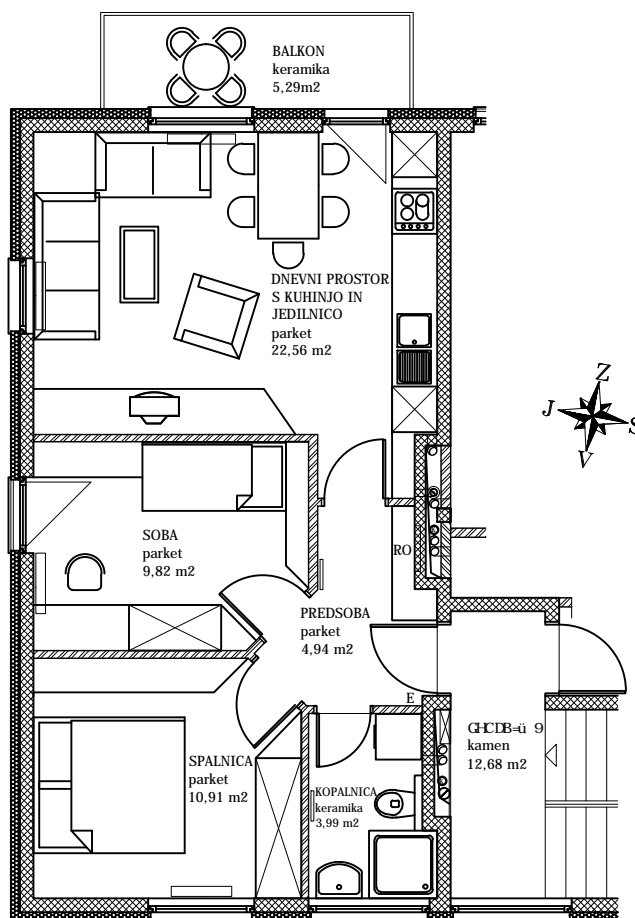 BALKON
keramika
5,29m2
DNEVNI PROSTOR
S KUHINJO IN
JEDILNICO
parket
22,56 m2
Z
J
S
V
SOBA
parket
9,82 m2
RO
PREDSOBA
parket
4,94 m2
E
GHCDB=ü 9
kamen
12,68 m2
SPALNICA
parket
10,91 m2
KOPALNICA
keramika
3,99 m2